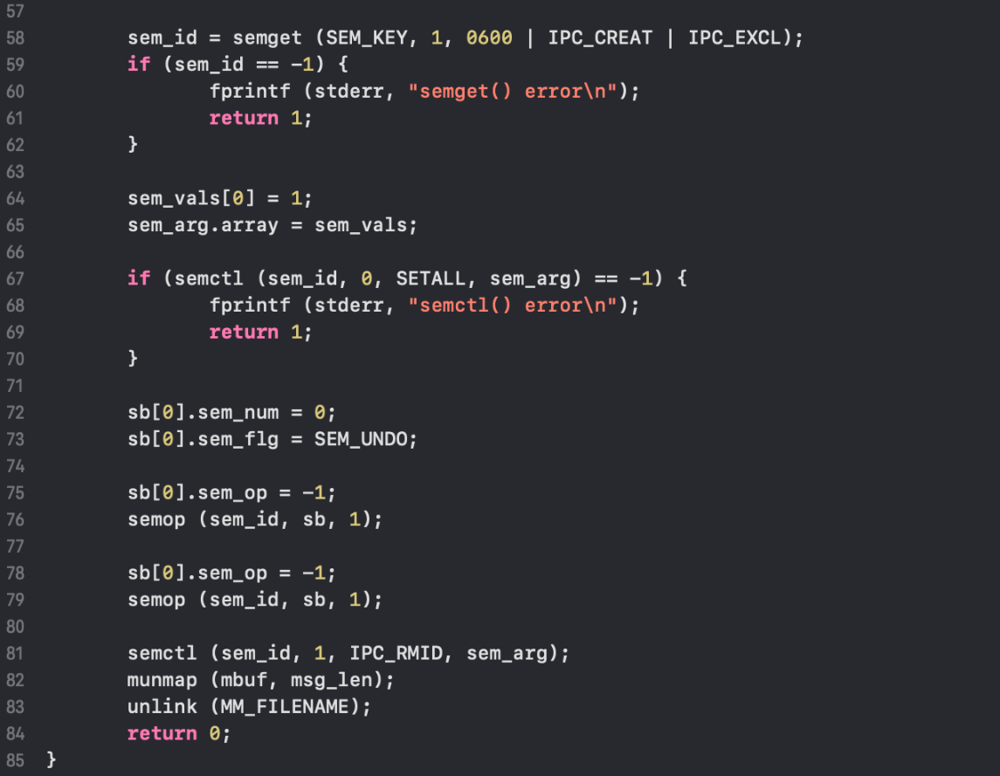 57
58 sem_id = semget (SEM_KEY, 1, 0600 | IPC_CREAT | IPC_EXCL);
59 if (sem_id == -1) {
60 fprintf (stderr, "semget() error\n");
61 return 1;
62 }
63
64 sem_vals[0] = 1;
65 sem_arg.array = sem_vals;
66
67 if (semctl (sem_id, 0, SETALL, sem_arg) == -1) {
68 fprintf (stderr, "semctl() error\n");
69 return 1;
70 }
71
72 sb[0].sem_num = 0;
73 sb[0].sem_flg = SEM_UNDO;
74
75 sb[0].sem_op = -1;
76 semop (sem_id, sb, 1);
77
78 sb[0].sem_op = -1;
79 semop (sem_id, sb, 1);
80
81 semctl (sem_id, 1, IPC_RMID, sem_arg);
82 munmap (mbuf, msg_len);
83 unlink (MM_FILENAME);
84 return 0;
85 }